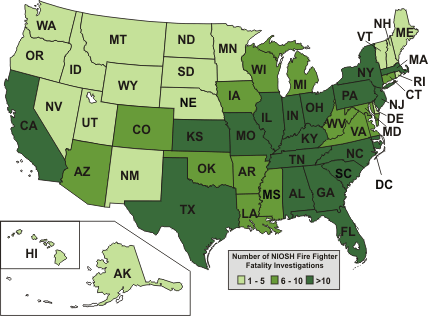 WA
MT
ND
MN
VT
NH
ME
OR
ID
WY
SD
WI
MI
NY
MA
RI
CT
NV
UT
NE
IA
IL
IN
OH
PA
NJ
DE
MD
CA
CO
KS
MO
KY
WV
VA
AZ
NM
OK
AR
TN
NC
DC
TX
LA
MS
AL
GA
SC
FL
HI
AK
Number of NIOSH Fire Fighter
Fatality Investigations
1 - 5 6 - 10 >10